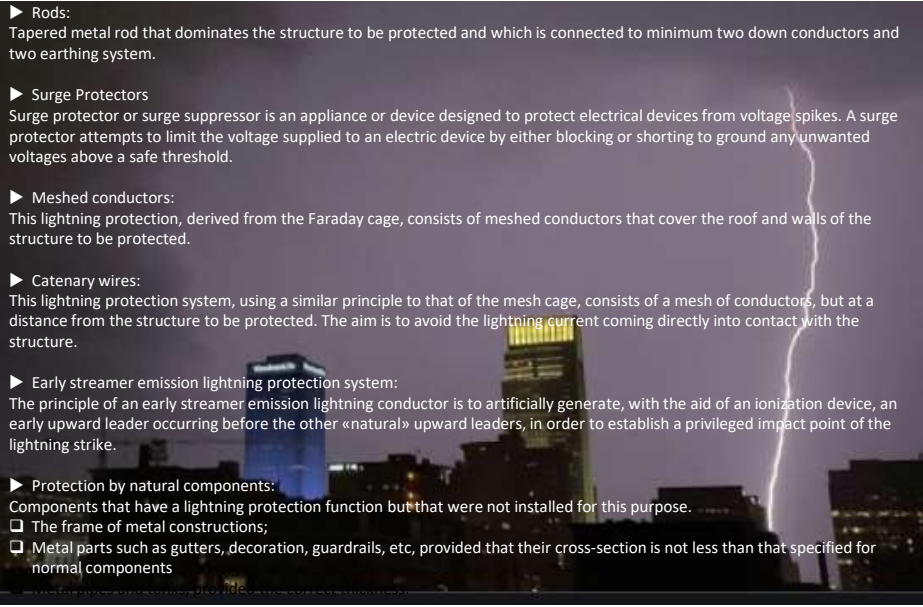 ▶ Rods:
Tapered metal rod that dominates the structure to be protected and which is connected to minimum two down conductors and
two earthing system.
▶ Surge Protectors
Surge protector or surge suppressor is an appliance or device designed to protect electrical devices from voltage spikes. A surge
protector attempts to limit the voltage supplied to an electric device by either blocking or shorting to ground any unwanted
voltages above a safe threshold.
▶ Meshed conductors:
This lightning protection, derived from the Faraday cage, consists of meshed conductors that cover the roof and walls of the
structure to be protected.
▶ Catenary wires:
This lightning protection system, using a similar principle to that of the mesh cage, consists of a mesh of conductors, but at a
distance from the structure to be protected. The aim is to avoid the lightning current coming directly into contact with the
structure.
▶ Early streamer emission lightning protection system:
The principle of an early streamer emission lightning conductor is to artificially generate, with the aid of an ionization device, an
early upward leader occurring before the other «natural» upward leaders, in order to establish a privileged impact point of the
lightning strike.
▶ Protection by natural components:
Components that have a lightning protection function but that were not installed for this purpose.
❑ The frame of metal constructions;
❑ Metal parts such as gutters, decoration, guardrails, etc, provided that their cross-section is not less than that specified for
normal components
❑ Metal pipes and tanks, provided the correct thickness.